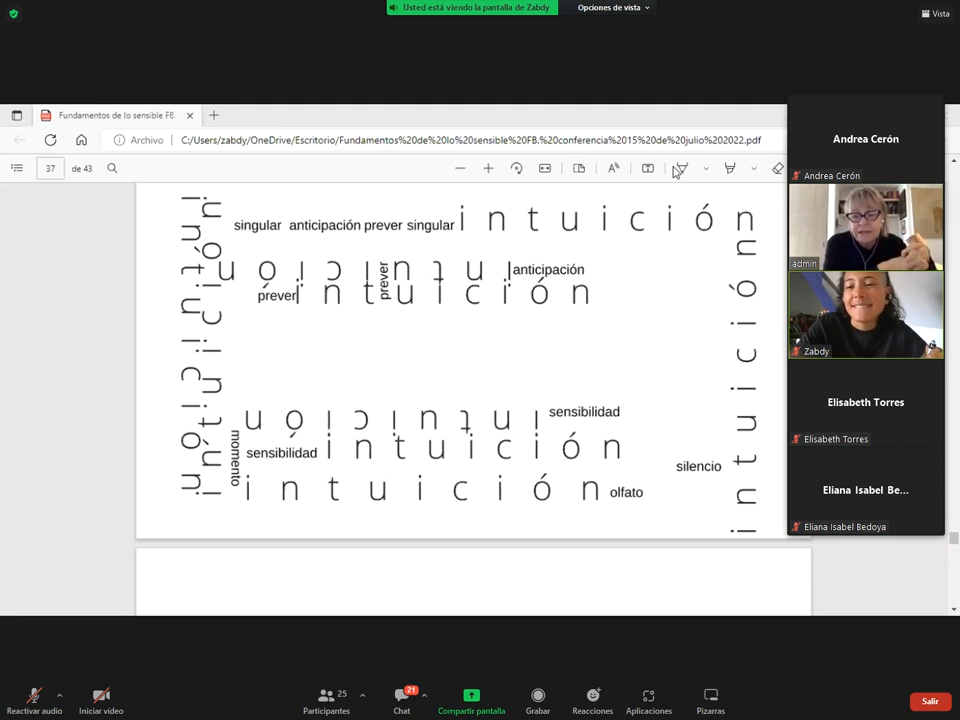 Usted está viendo la pantalla de Zabdy
Opciones de vista
Vista
Fundamentos de lo sensible FB.
Archivo
C:/Users/zabdy/OneDrive/Escritorio/Fundamentos%20de%20lo%20sensible%20FB.%20conferencia%2015%20de%20julio%202022.pdf
37 de 43
singular anticipación prever singular intuición
intuición anticipación
prever
prever intuición
intuición
intuición
intuición
intuición sensibilidad
sensibilidad intuición
momento
silencio
intuición olfato
Andrea Cerón
Andrea Cerón
admin
Zabdy
Elisabeth Torres
Elisabeth Torres
Eliana Isabel Be...
Eliana Isabel Bedoya
Reactivar audio
Iniciar video
25
Participantes
21
Chat
Compartir pantalla
Grabar
Reacciones
Aplicaciones
Pizarras
Salir